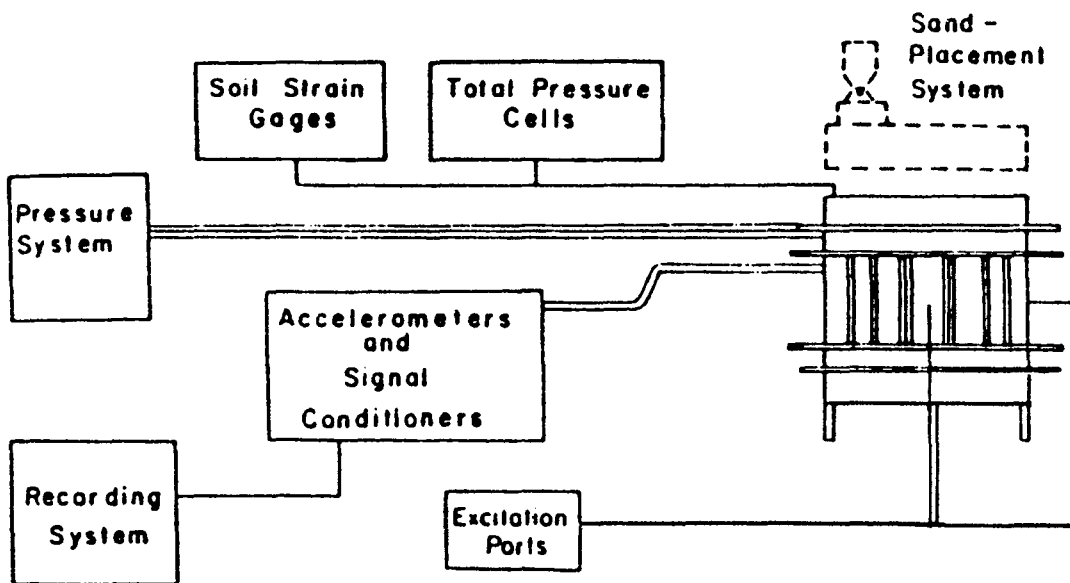 Sand -
Placement
System
Soil Strain
Gages
Total Pressure
Cells
Pressure
System
Accelerometers
and
Signal
Conditioners
Recording
System
Excitation
Ports